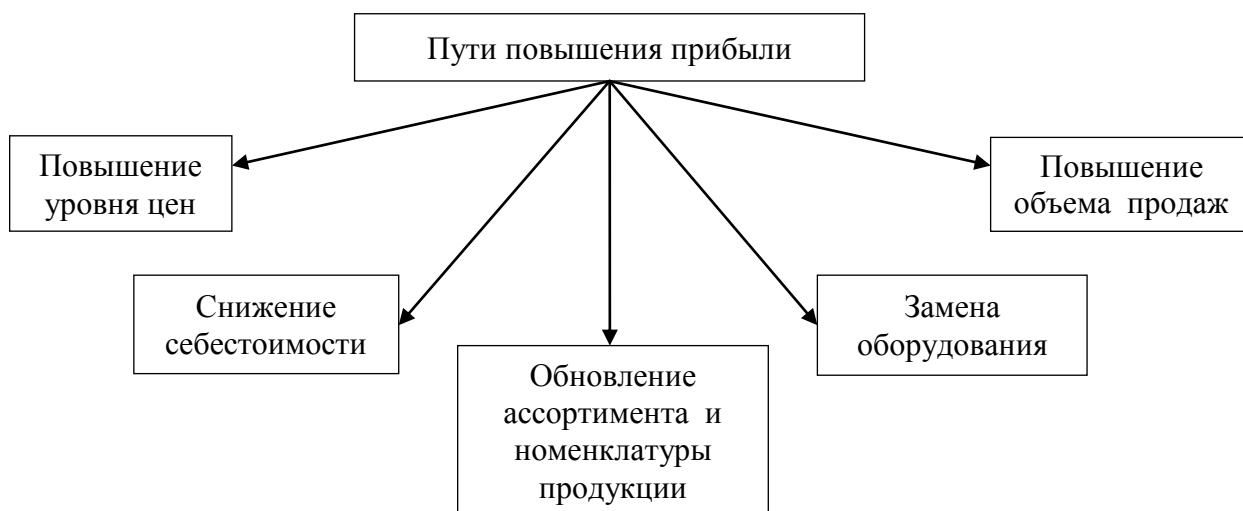 Пути повышения прибыли
Повышение
уровня цен
Повышение
объема продаж
Снижение
себестоимости
Замена
оборудования
Обновление
ассортимента и
номенклатуры
продукции